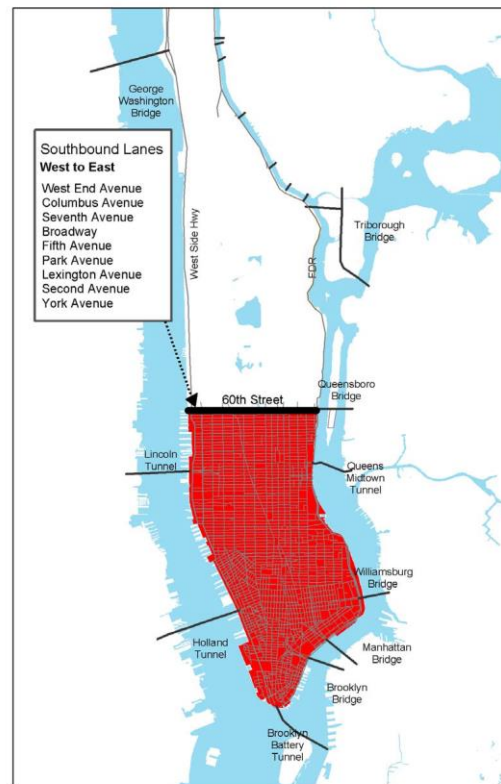 George
Washington
Bridge
Southbound Lanes
West to East
West End Avenue
Columbus Avenue
Seventh Avenue
Broadway
Fifth Avenue
Park Avenue
Lexington Avenue
Second Avenue
York Avenue
West Side Hwy
FDR
Triborough
Bridge
Queensboro
Bridge
60th Street
Lincoln
Tunnel
Queens
Midtown
Tunnel
Williamsburg
Bridge
Holland
Tunnel
Manhattan
Bridge
Brooklyn
Bridge
Brooklyn
Battery
Tunnel